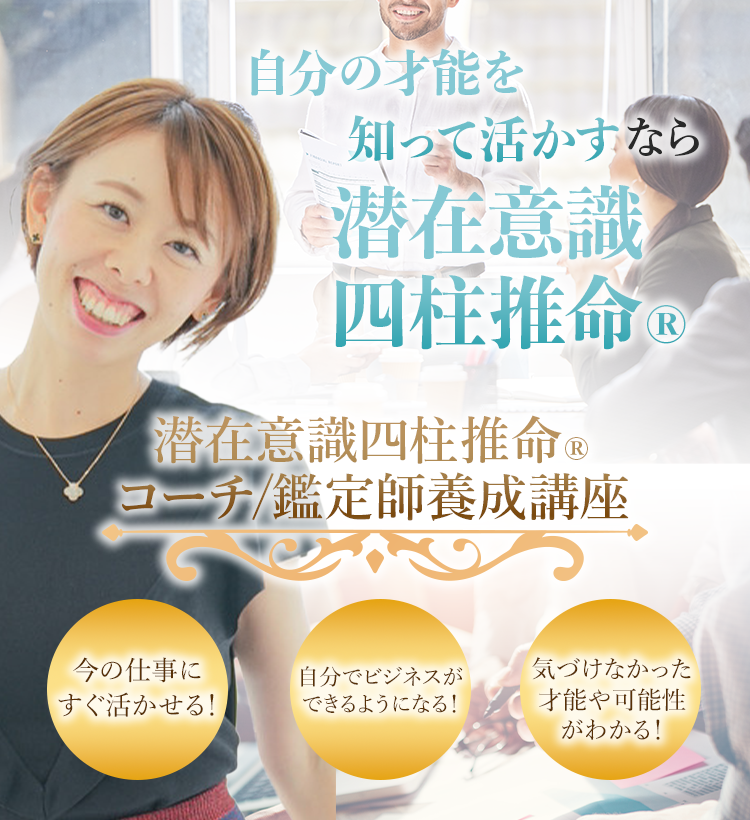 自分の才能を
知って活かすなら
潜在意識
四柱推命®
潜在意識四柱推命®
コーチ/鑑定師養成講座
今の仕事に
すぐ活かせる!
自分でビジネスが
できるようになる!
気づけなかった
才能や可能性
がわかる!